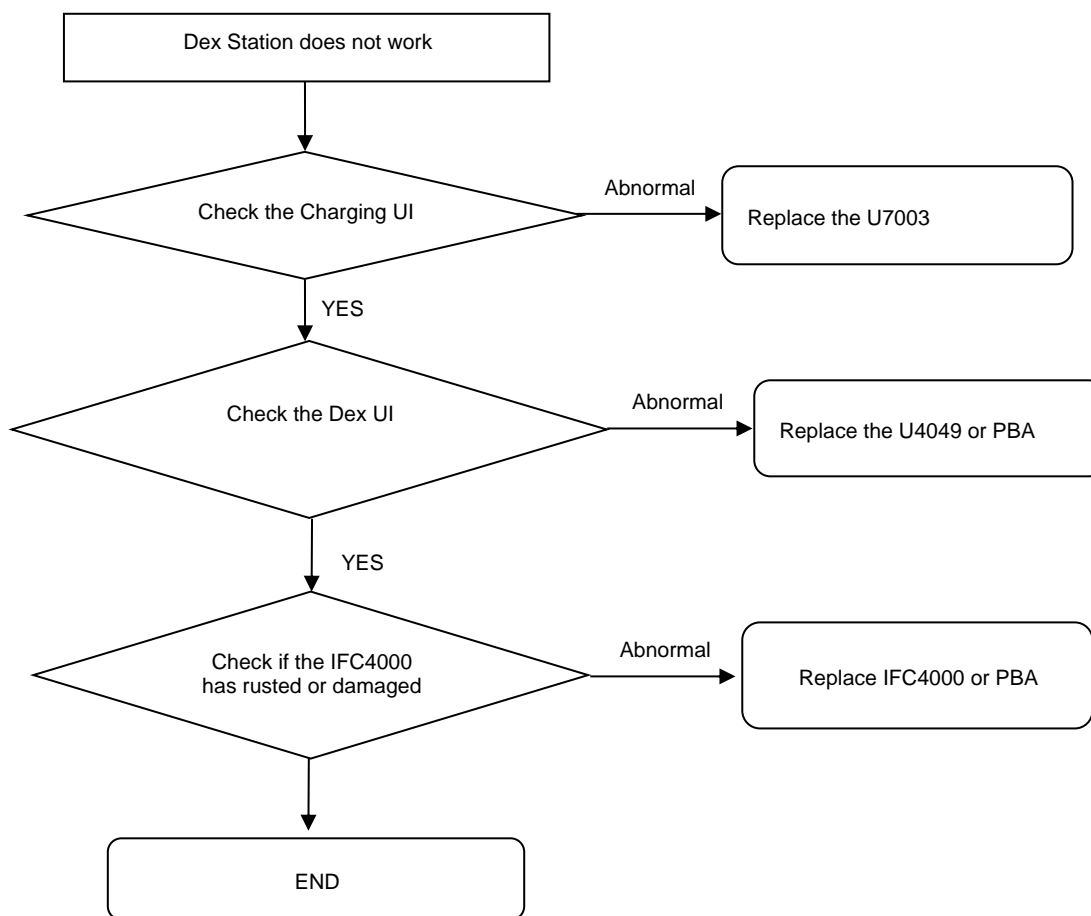 Dex Station does not work
Abnormal
Check the Charging UI
Replace the U7003
YES
Abnormal
Check the Dex UI
Replace the U4049 or PBA
YES
Abnormal
Check if the IFC4000
has rusted or damaged
Replace IFC4000 or PBA
END